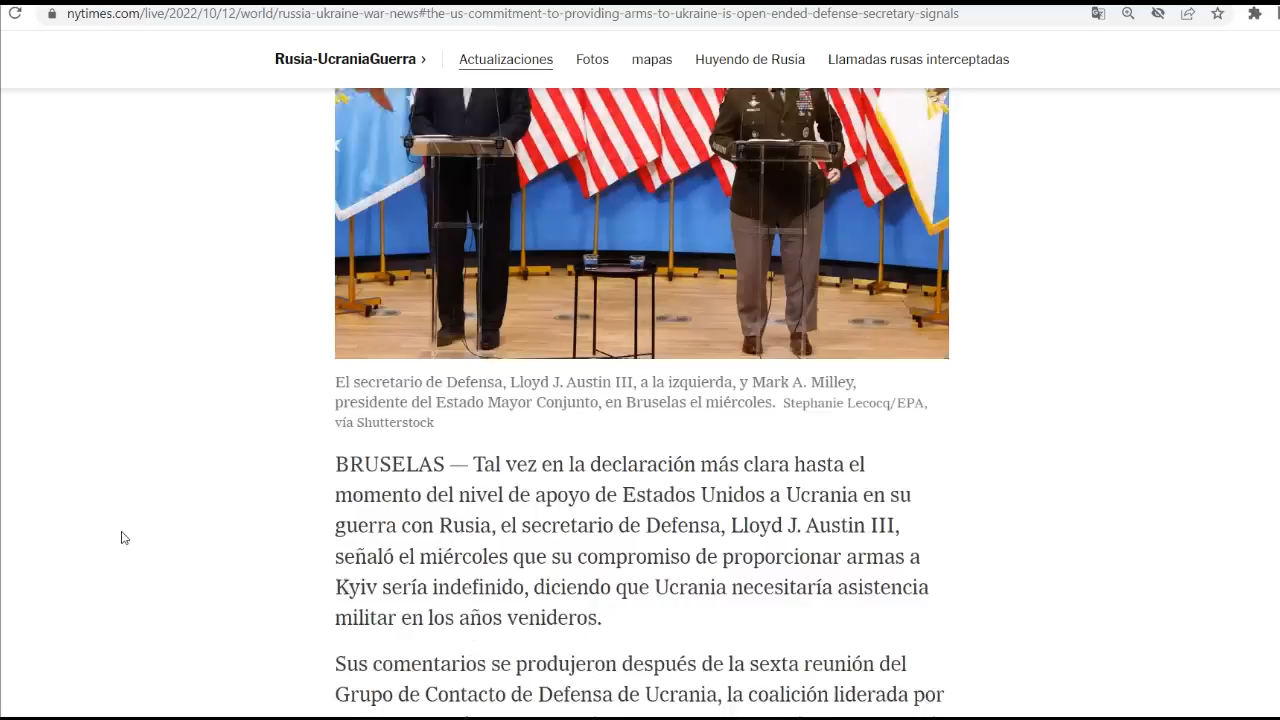 nytimes.com/live/2022/10/12/world/russia-ukraine-war-news#the-us-commitment-to-providing-arms-to-ukraine-is-open-ended-defense-secretary-signals
Rusia-UcraniaGuerra › Actualizaciones Fotos mapas Huyendo de Rusia Llamadas rusas interceptadas
El secretario de Defensa, Lloyd J. Austin III, a la izquierda, y Mark A. Milley,
presidente del Estado Mayor Conjunto, en Bruselas el miércoles. Stephanie Lecocq/EPA,
vía Shutterstock
BRUSELAS — Tal vez en la declaración más clara hasta el
momento del nivel de apoyo de Estados Unidos a Ucrania en su
guerra con Rusia, el secretario de Defensa, Lloyd J. Austin III,
señaló el miércoles que su compromiso de proporcionar armas a
Kyiv sería indefinido, diciendo que Ucrania necesitaría asistencia
militar en los años venideros.
Sus comentarios se produjeron después de la sexta reunión del
Grupo de Contacto de Defensa de Ucrania, la coalición liderada por